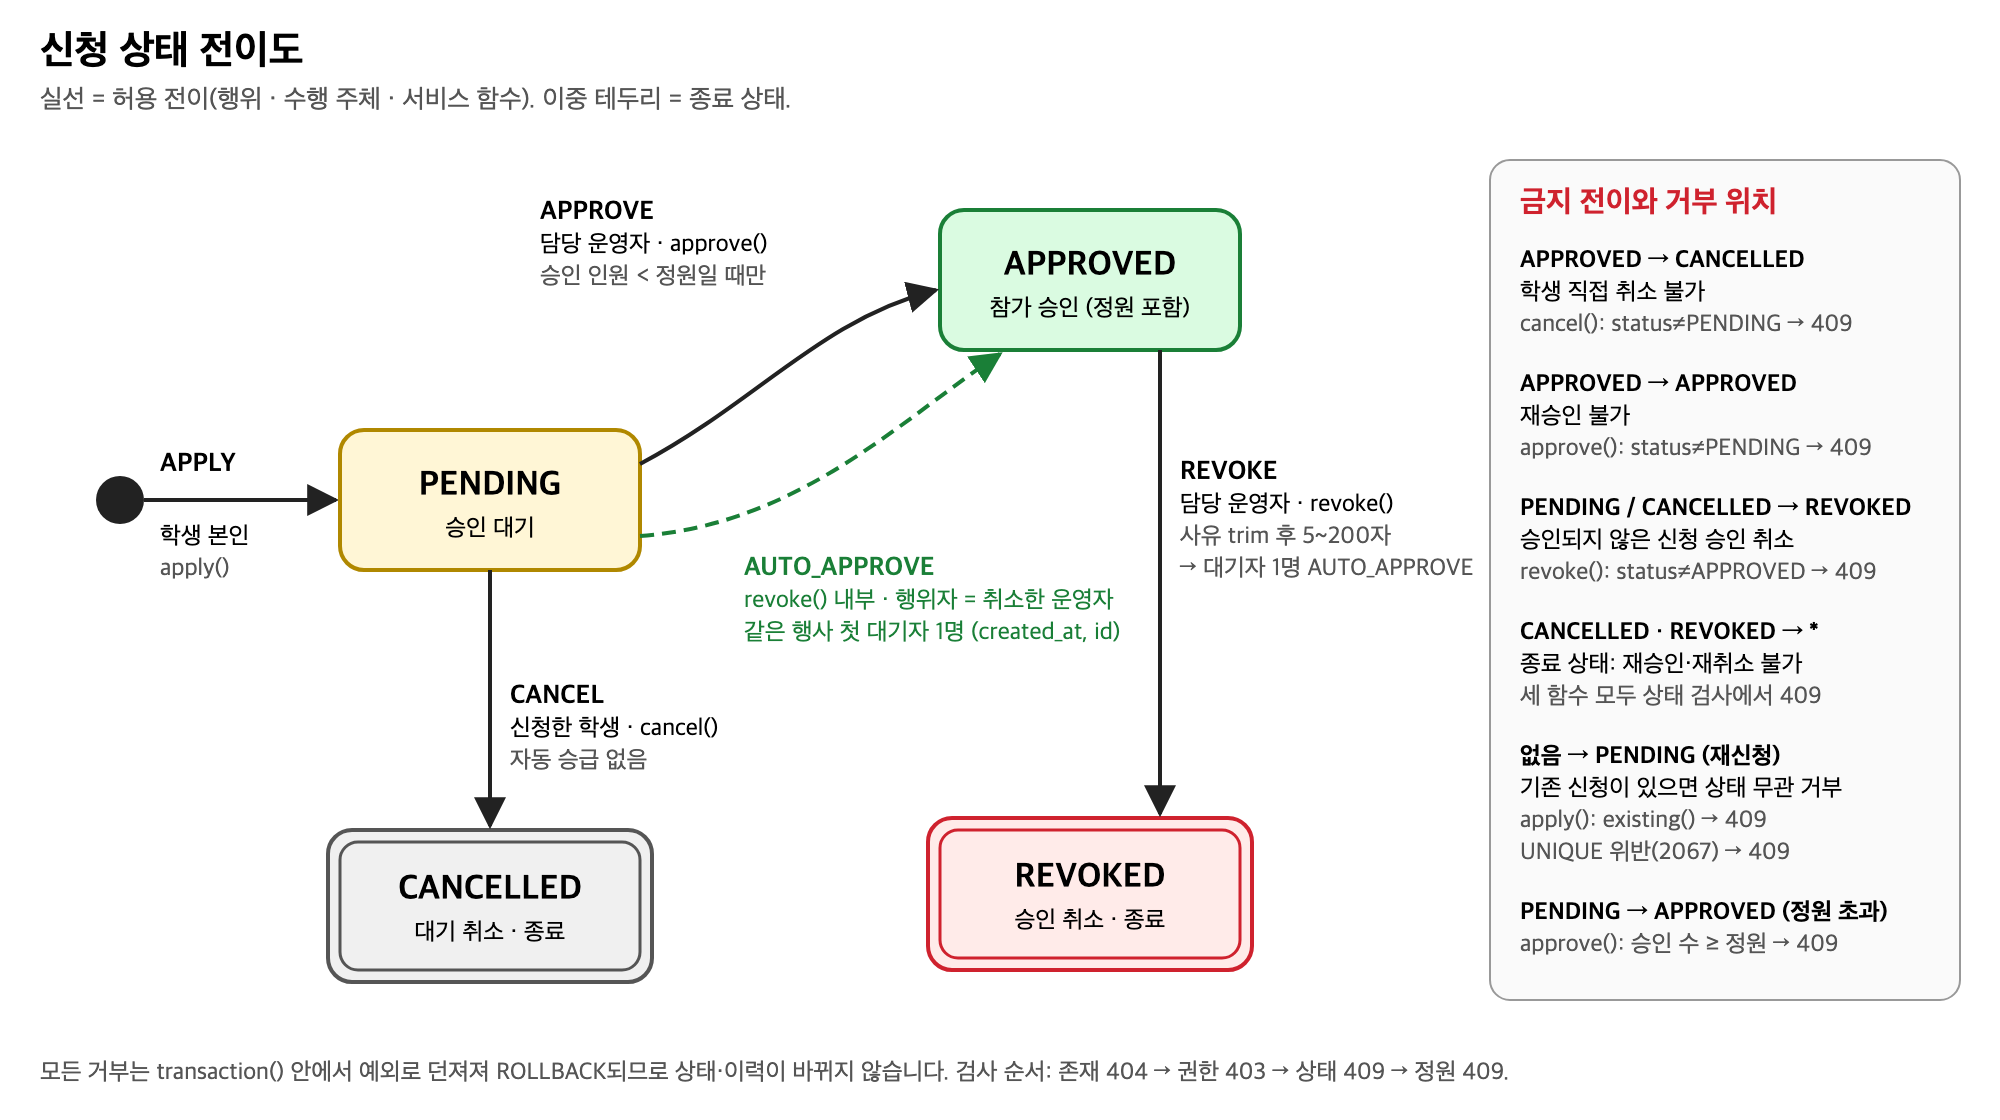 신청 상태 전이도
실선 = 허용 전이(행위 · 수행 주체 · 서비스 함수). 이중 테두리 = 종료 상태.
APPROVE
담당 운영자 · approve()
승인 인원 < 정원일 때만
APPROVED
참가 승인 (정원 포함)
APPLY
학생 본인
apply()
PENDING
승인 대기
AUTO_APPROVE
revoke() 내부 · 행위자 = 취소한 운영자
같은 행사 첫 대기자 1명 (created_at, id)
REVOKE
담당 운영자 · revoke()
사유 trim 후 5~200자
→ 대기자 1명 AUTO_APPROVE
CANCEL
신청한 학생 · cancel()
자동 승급 없음
CANCELLED
대기 취소 · 종료
REVOKED
승인 취소 · 종료
금지 전이와 거부 위치
APPROVED → CANCELLED
학생 직접 취소 불가
cancel(): status≠PENDING → 409
APPROVED → APPROVED
재승인 불가
approve(): status≠PENDING → 409
PENDING / CANCELLED → REVOKED
승인되지 않은 신청 승인 취소
revoke(): status≠APPROVED → 409
CANCELLED · REVOKED → *
종료 상태: 재승인·재취소 불가
세 함수 모두 상태 검사에서 409
없음 → PENDING (재신청)
기존 신청이 있으면 상태 무관 거부
apply(): existing() → 409
UNIQUE 위반(2067) → 409
PENDING → APPROVED (정원 초과)
approve(): 승인 수 ≥ 정원 → 409
모든 거부는 transaction() 안에서 예외로 던져져 ROLLBACK되므로 상태·이력이 바뀌지 않습니다. 검사 순서: 존재 404 → 권한 403 → 상태 409 → 정원 409.